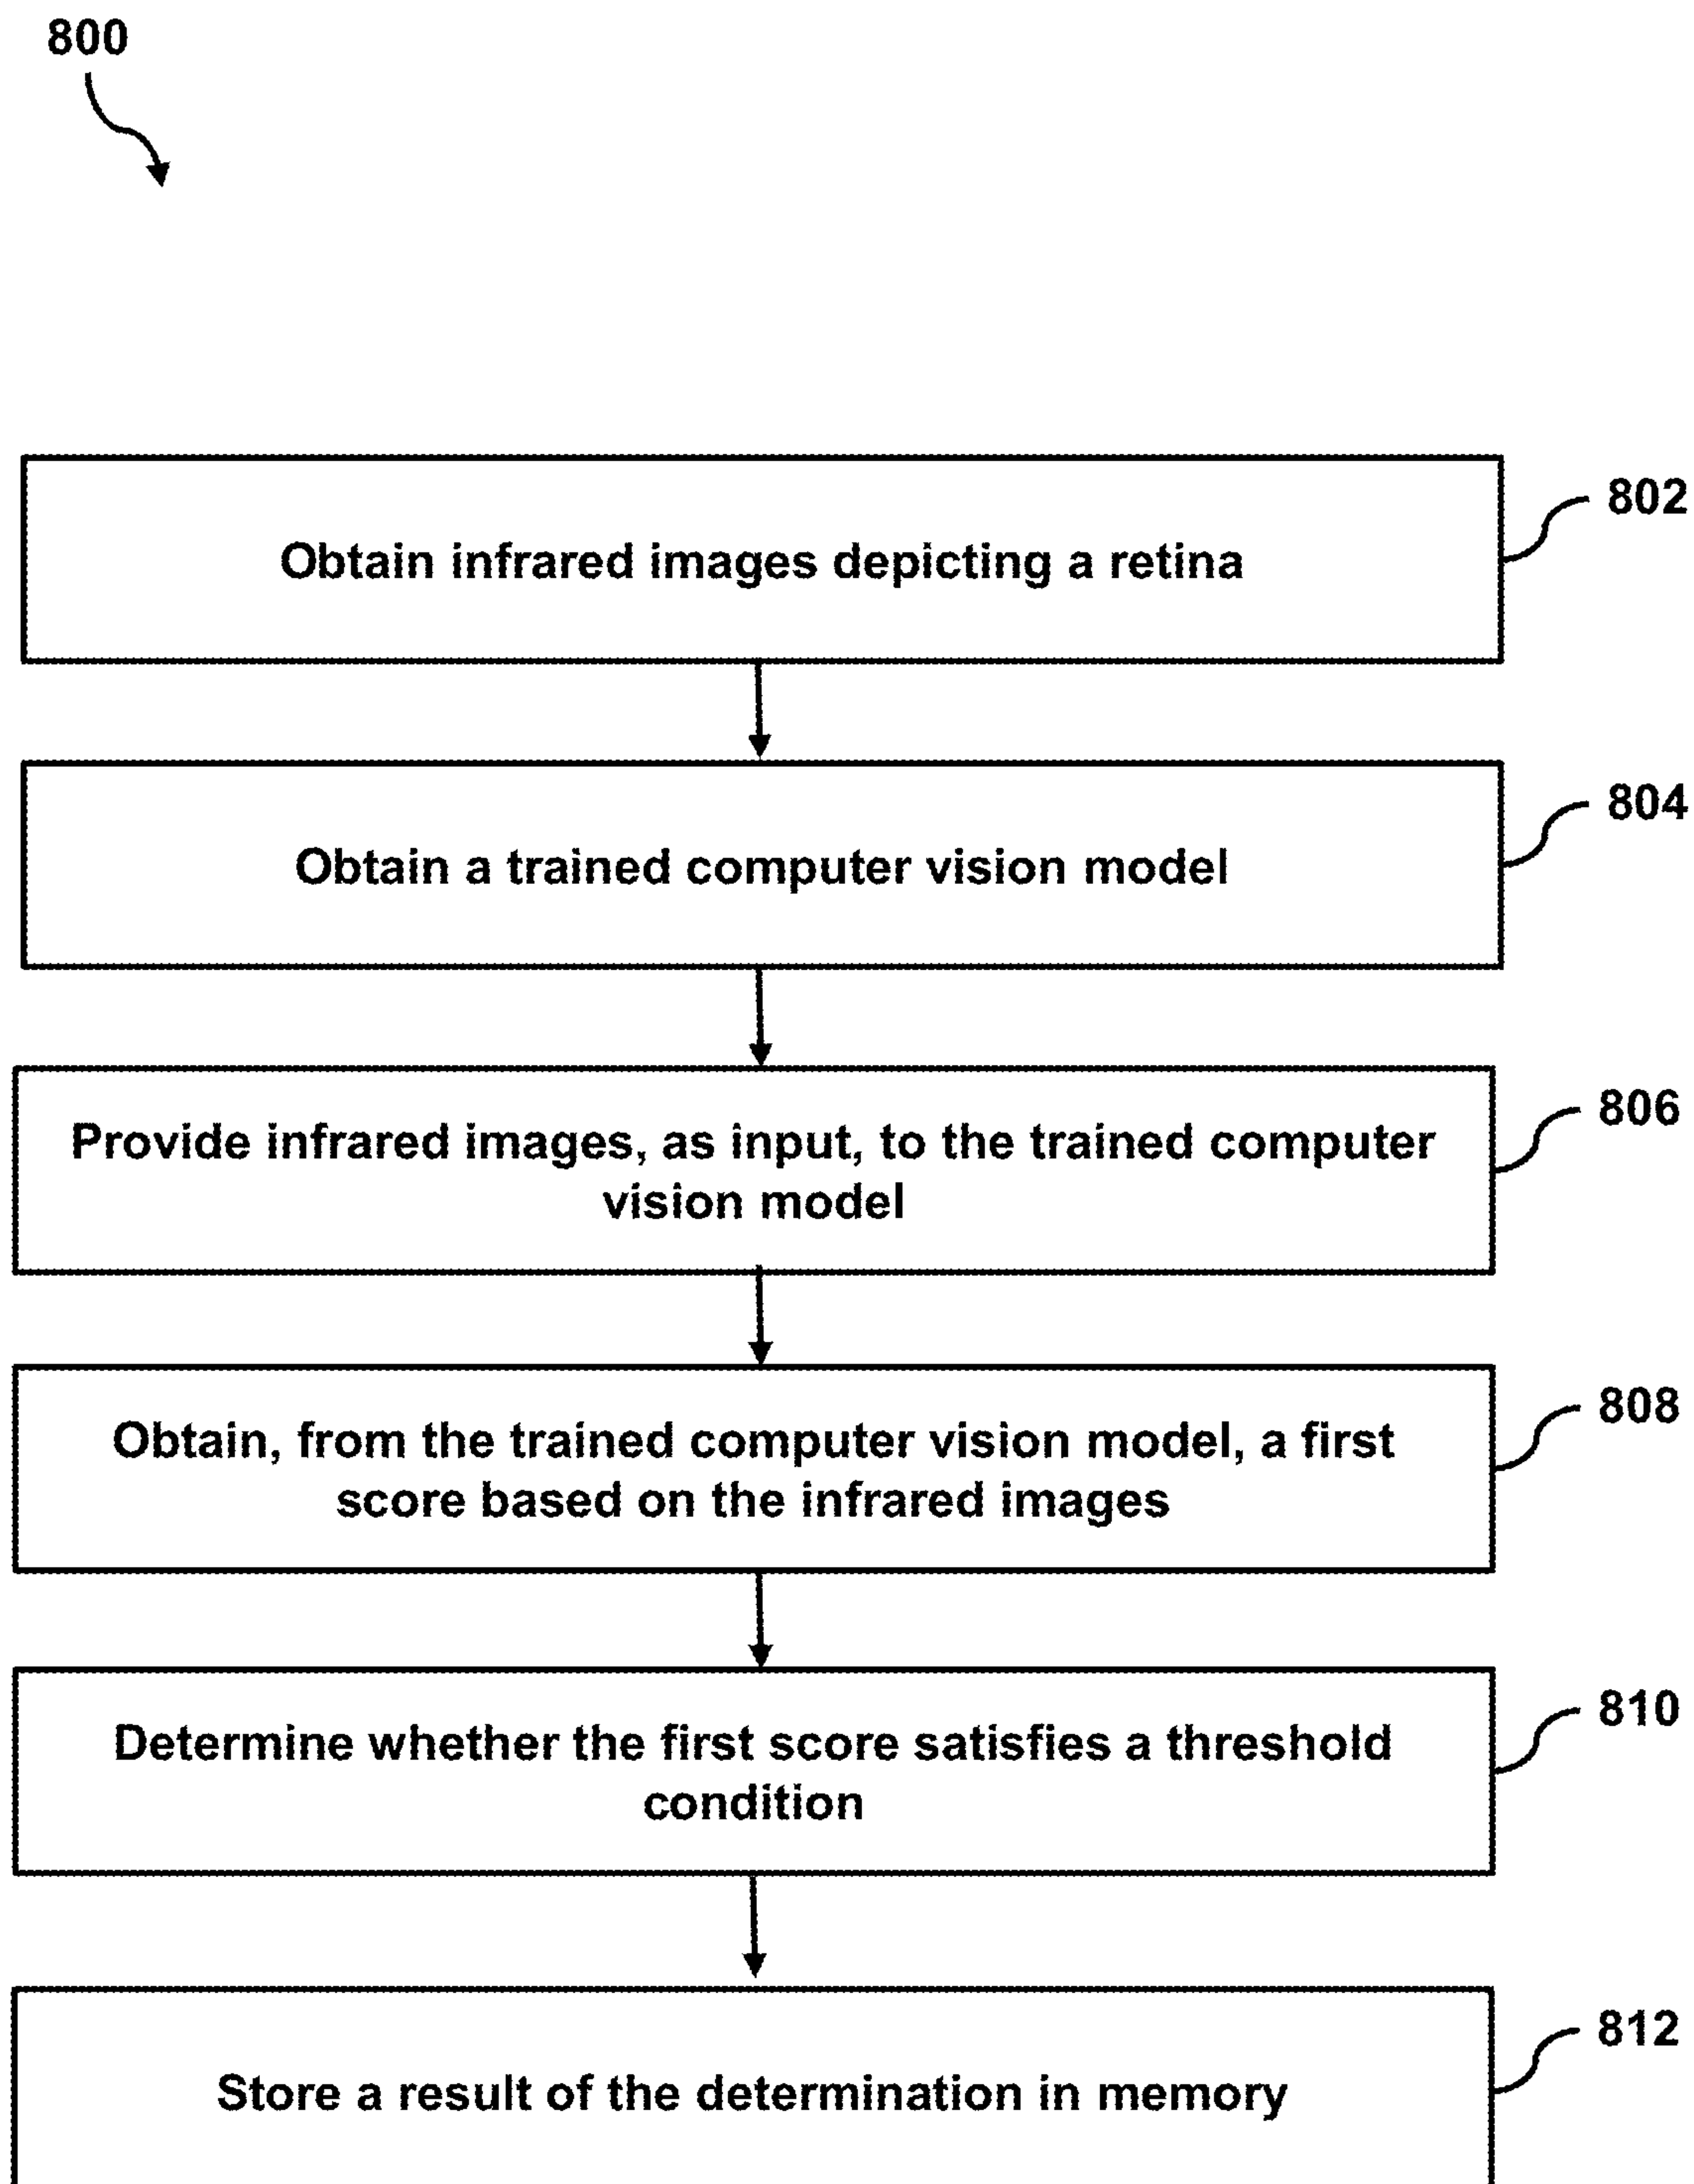 800
Obtain infrared images depicting a retina
802
Obtain a trained computer vision model
804
Provide infrared images, as input, to the trained computer
vision model
806
Obtain, from the trained computer vision model, a first
score based on the infrared images
808
Determine whether the first score satisfies a threshold
condition
810
Store a result of the determination in memory
812